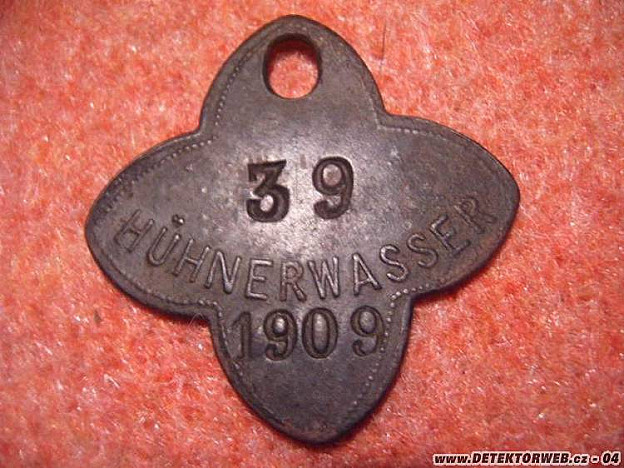 39
HÜHNERWASSER
1909
www.DETEKTORWEB.cz - 04